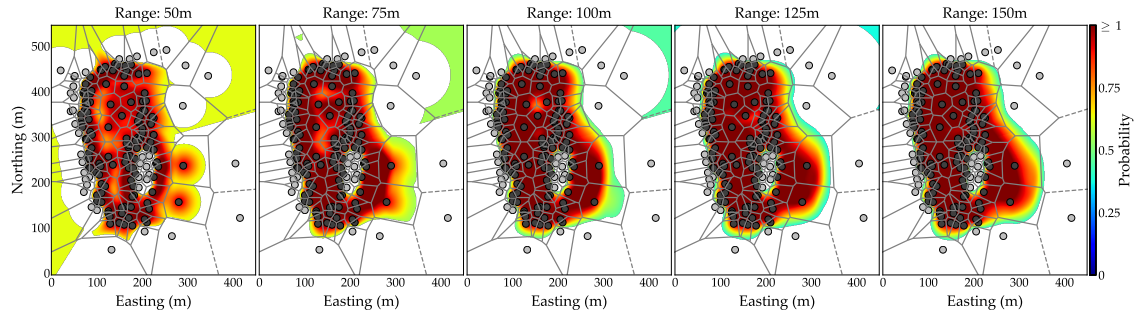 Range: 50m
Range: 75m
Range: 100m
Range: 125m
Range: 150m
Northing (m)
500
400
300
200
100
0
0 100 200 300 400
0 100 200 300 400
0 100 200 300 400
0 100 200 300 400
0 100 200 300 400
Easting (m)
Easting (m)
Easting (m)
Easting (m)
Easting (m)
≥ 1
0.75
0.5
0.25
0
Probability